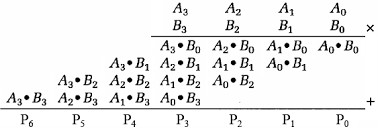 A₃ A₂ A₁ A₀
B₃ B₂ B₁ B₀ ×
A₃•B₀ A₂•B₀ A₁•B₀ A₀•B₀
A₃•B₁ A₂•B₁ A₁•B₁ A₀•B₁
A₃•B₂ A₂•B₂ A₁•B₂ A₀•B₂
A₃•B₃ A₂•B₃ A₁•B₃ A₀•B₃ +
P₆ P₅ P₄ P₃ P₂ P₁ P₀